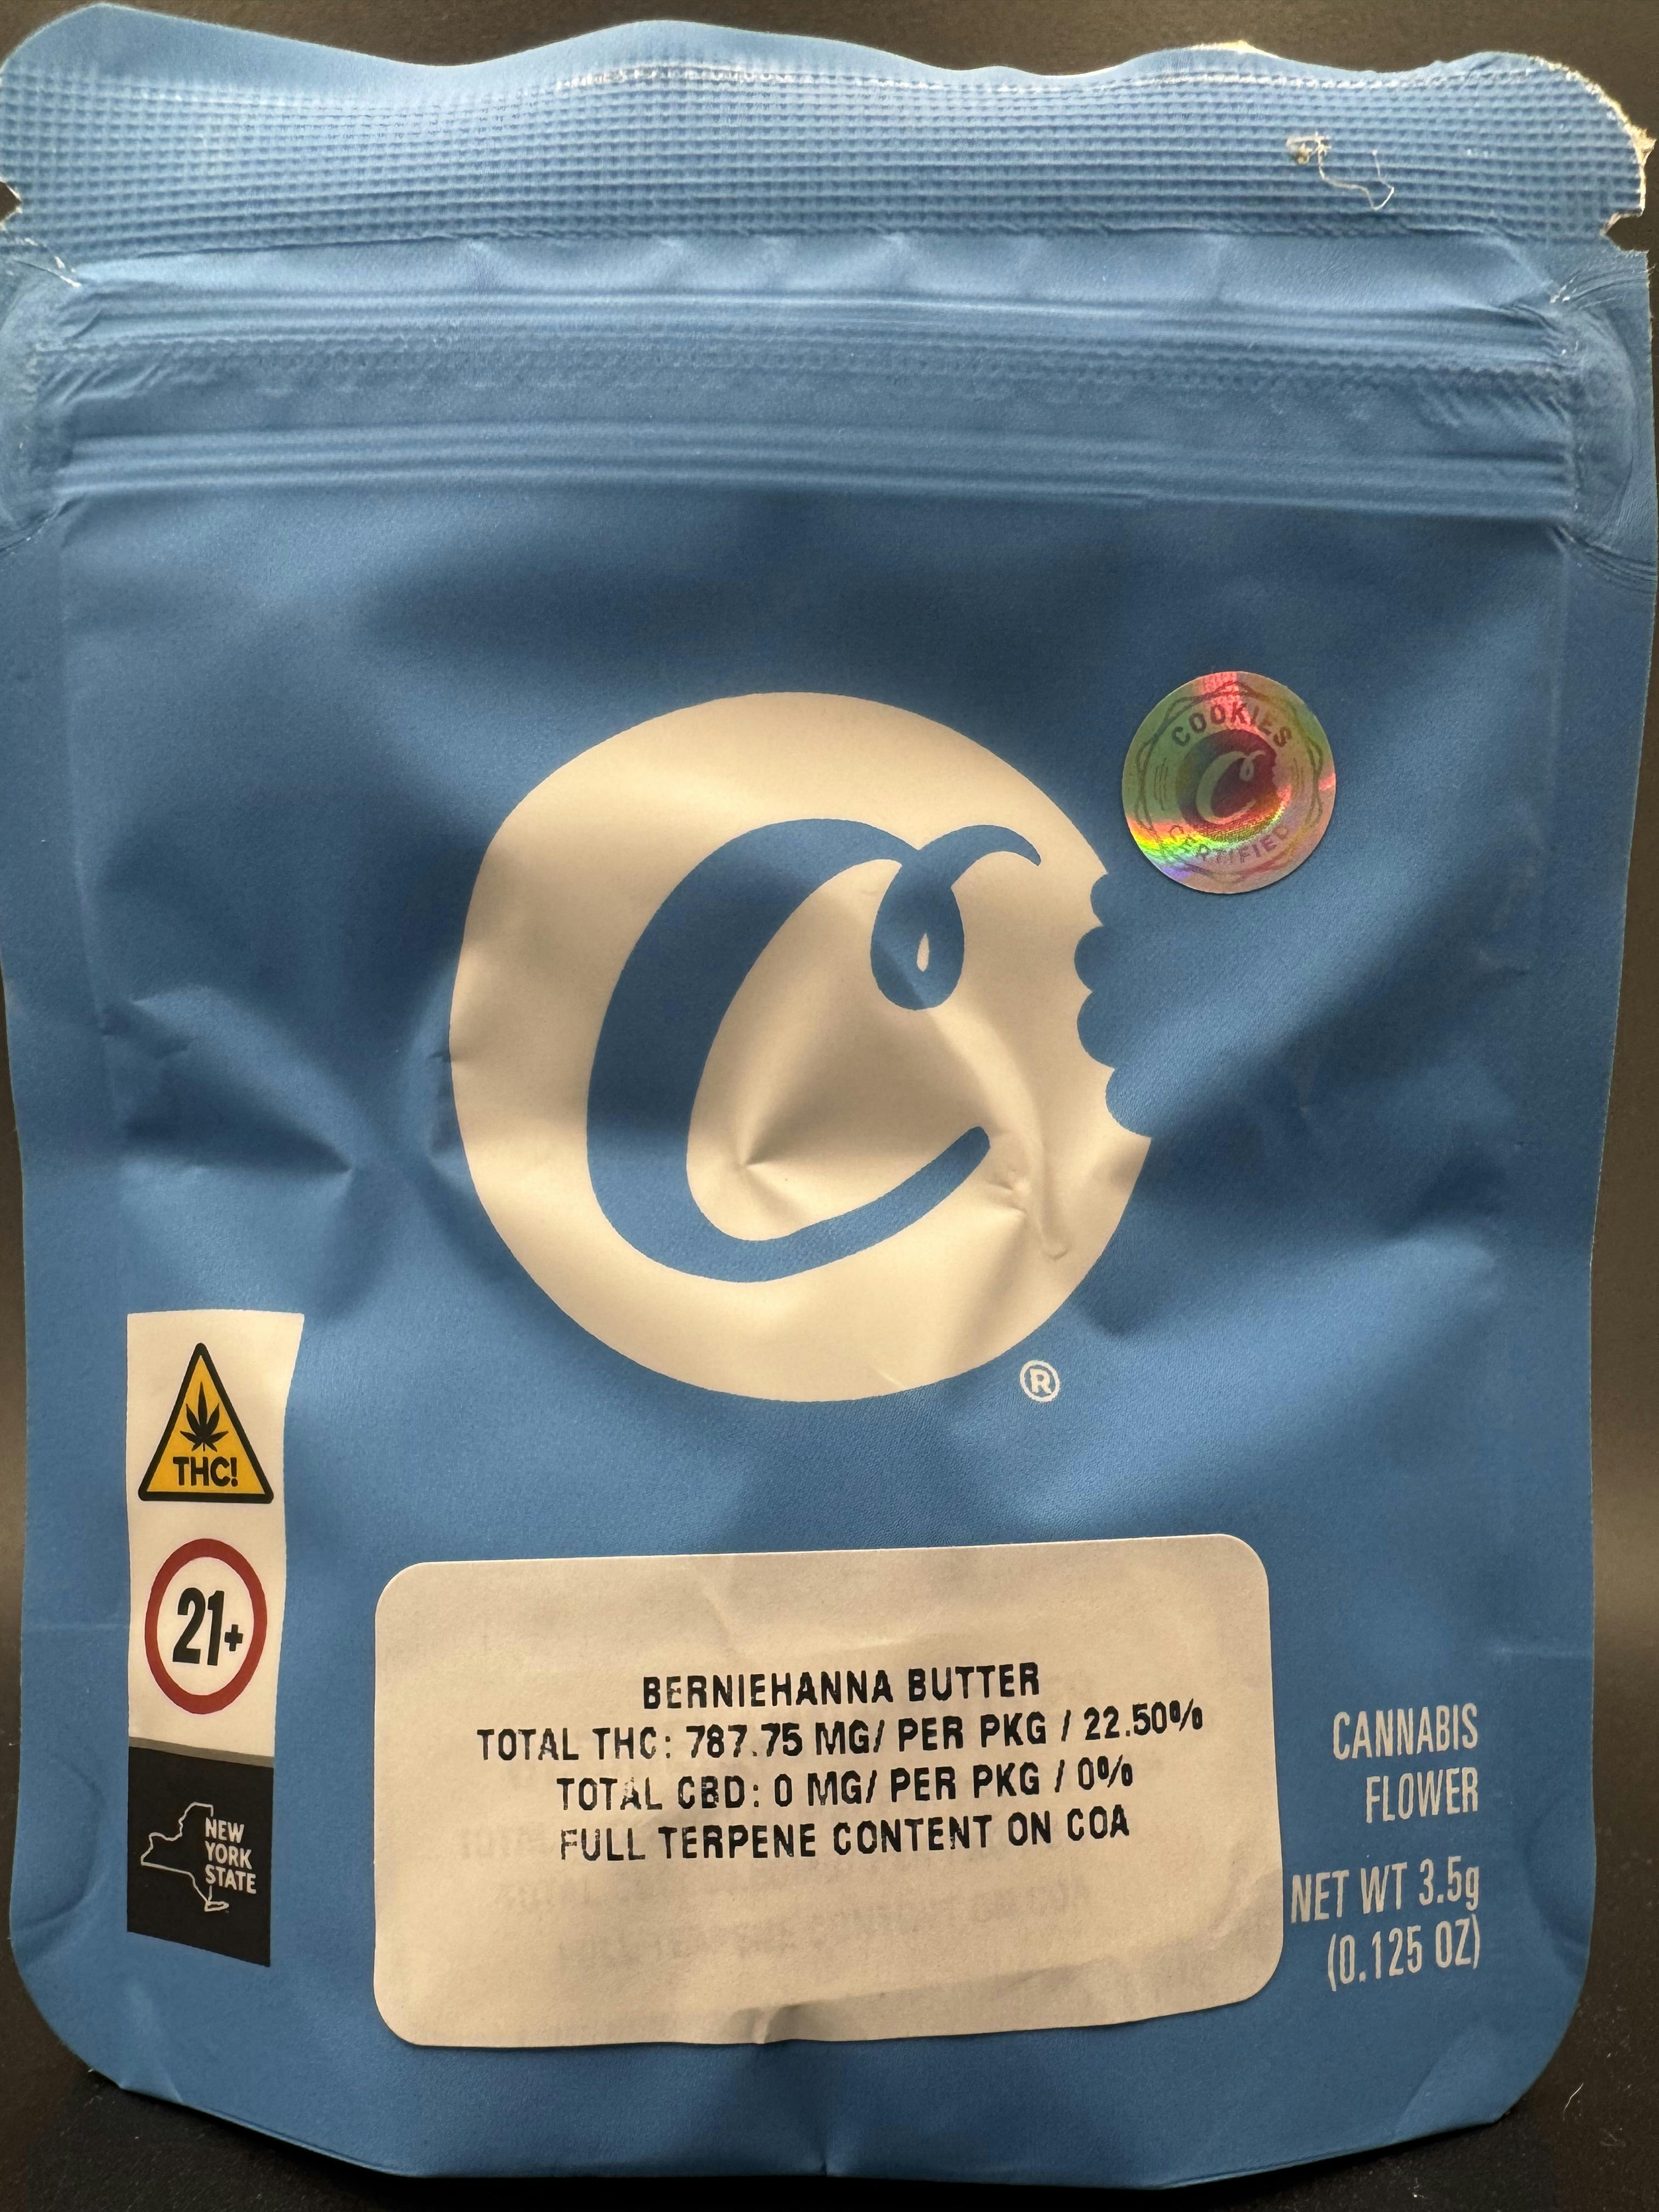 COOKIES
C
CERTIFIED
C
®
THC!
21+
NEW
YORK
STATE
BERNIEHANNA BUTTER
TOTAL THC: 787.75 MG/ PER PKG / 22.50%
TOTAL CBD: 0 MG/ PER PKG / 0%
FULL TERPENE CONTENT ON COA
CANNABIS
FLOWER
NET WT 3.5g
(0.125 OZ)